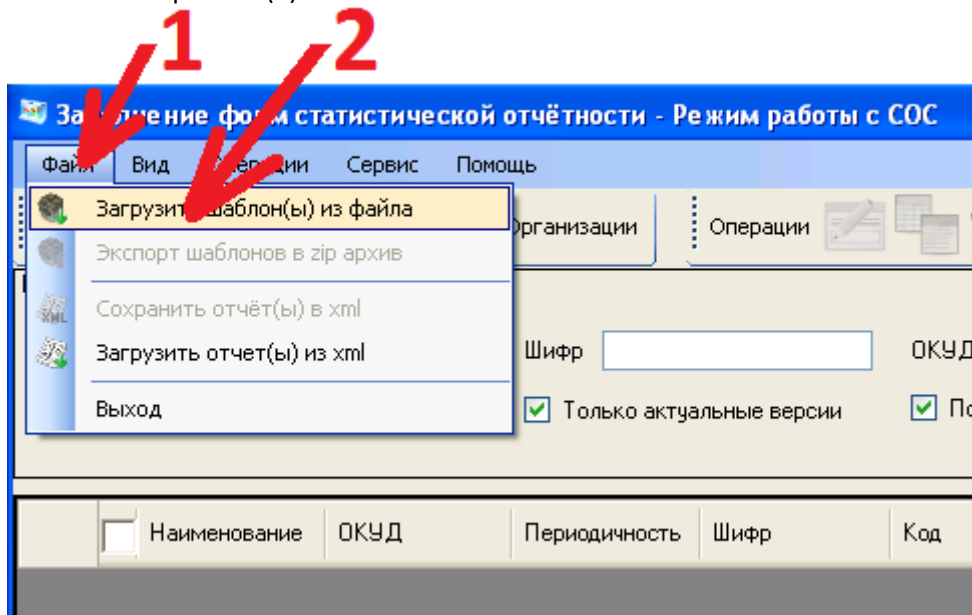 1 2
Заполнение форм статистической отчётности - Режим работы с СОС
Файл Вид Операции Сервис Помощь
Загрузить шаблон(ы) из файла
Организации Операции
Экспорт шаблонов в zip архив
Сохранить отчёт(ы) в xml
Загрузить отчет(ы) из xml
Шифр ОКУД
Выход
Только актуальные версии
Наименование ОКУД Периодичность Шифр Код